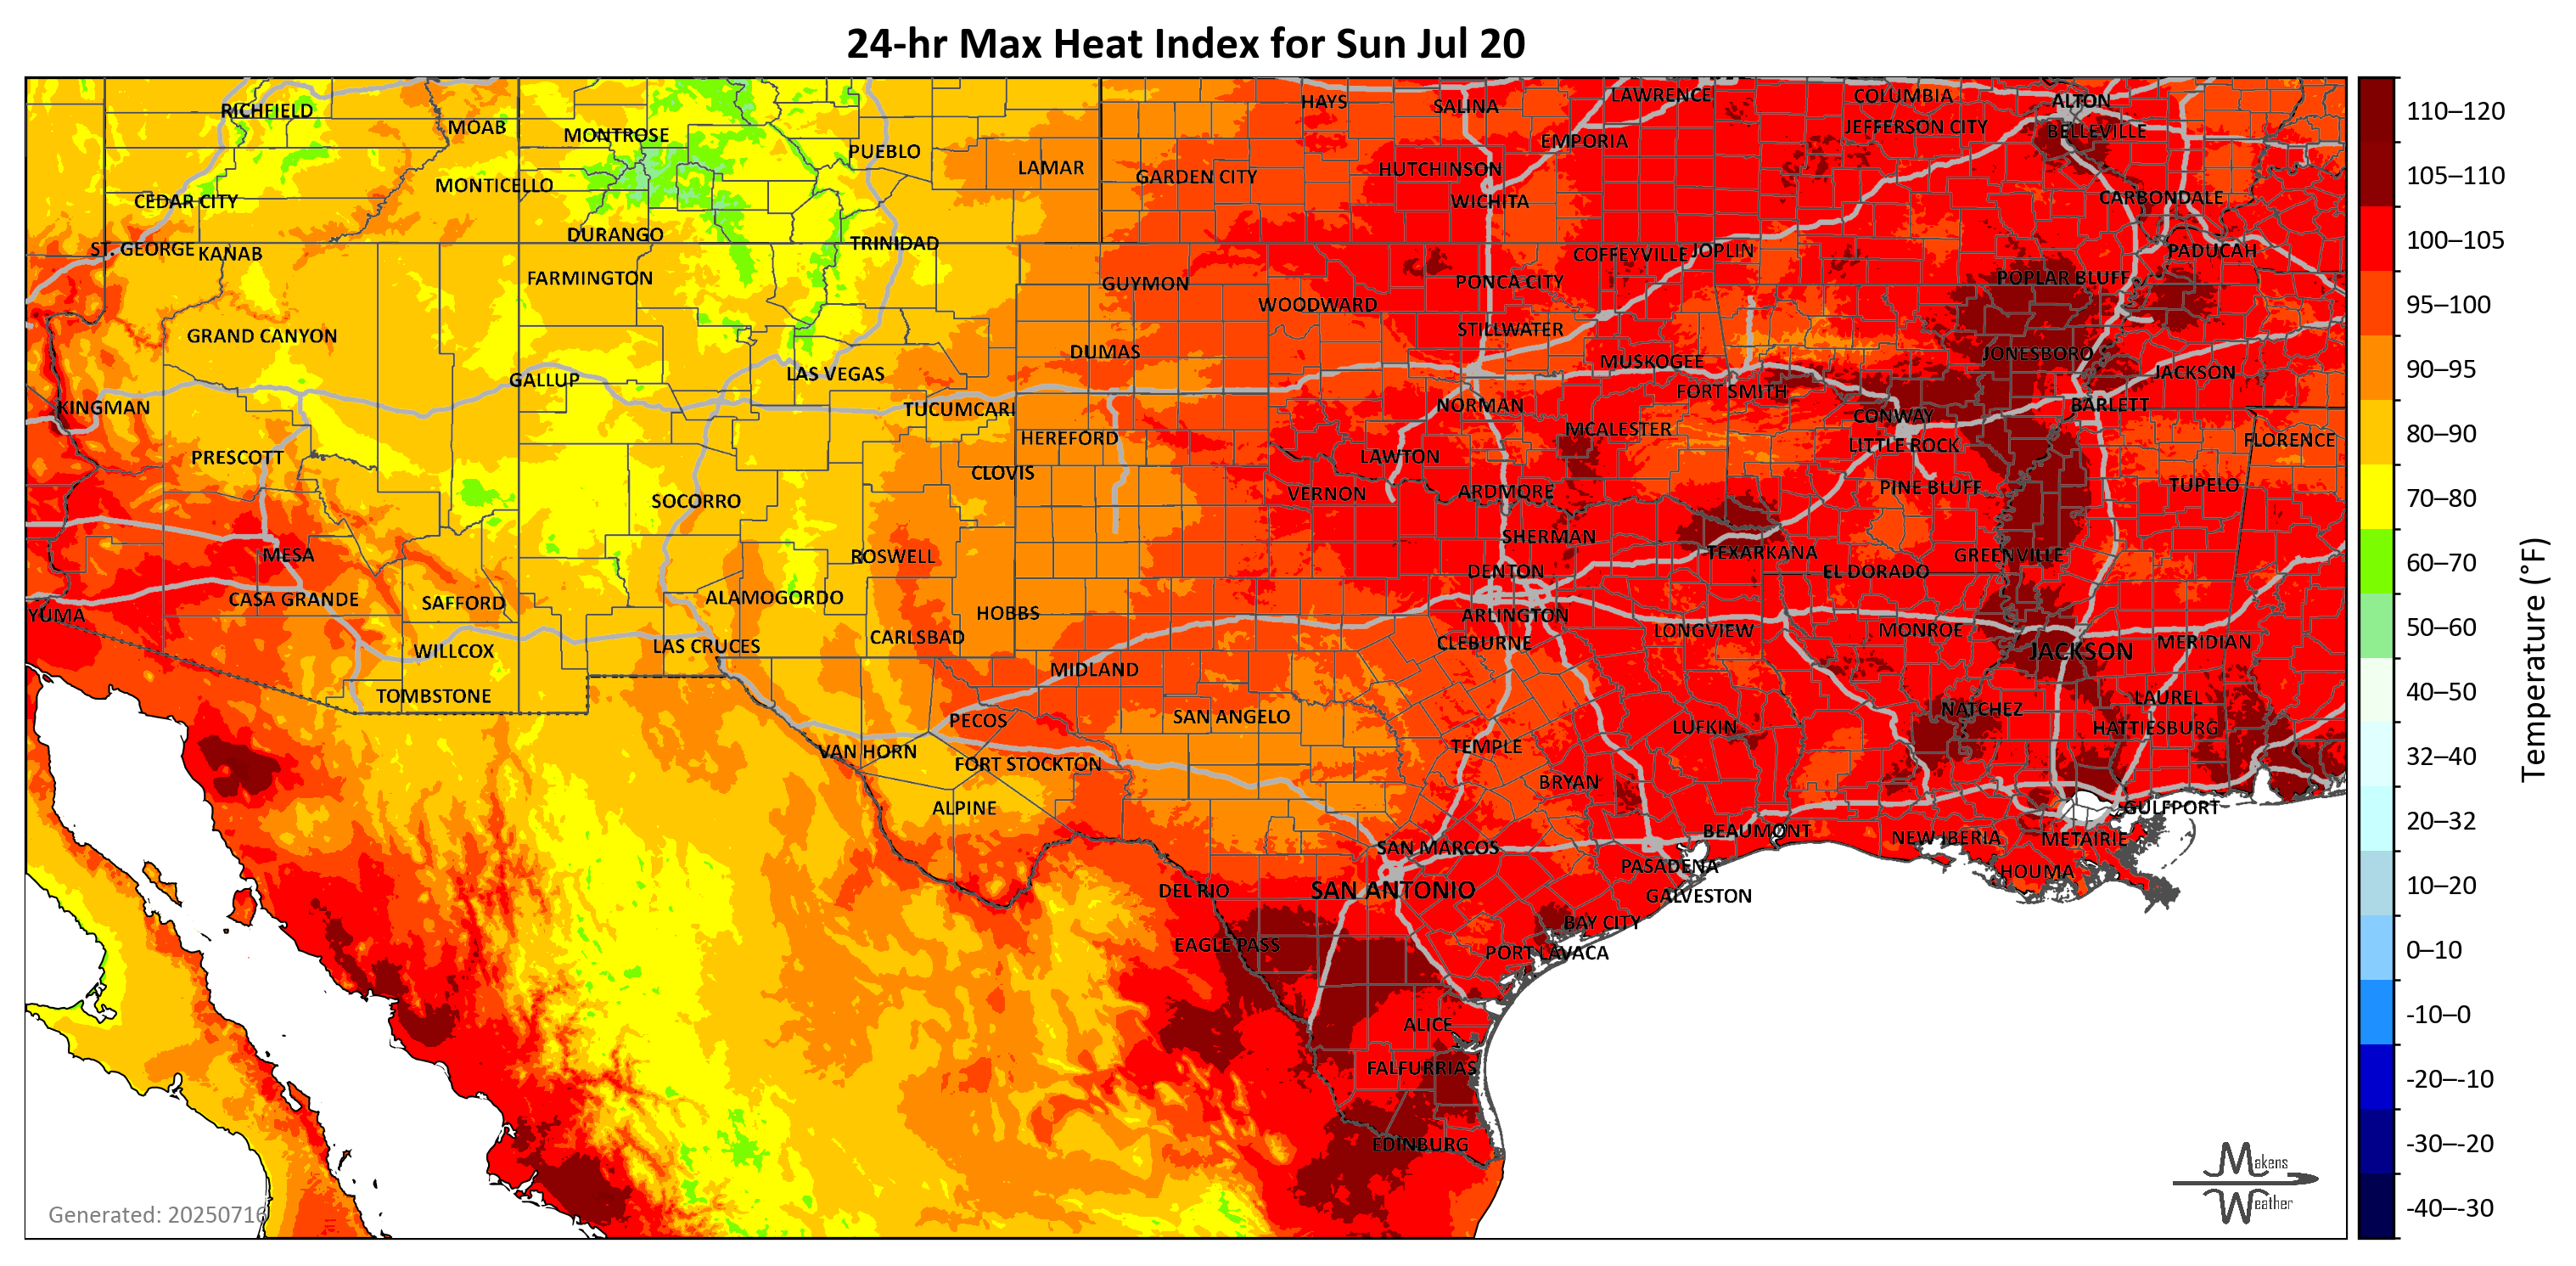 24-hr Max Heat Index for Sun Jul 20
RICHFIELD
MOAB
MONTROSE
PUEBLO
LAMAR
HAYS
SALINA
LAWRENCE
COLUMBIA
ALTON
JEFFERSON CITY
BELLEVILLE
EMPORIA
GARDEN CITY
HUTCHINSON
WICHITA
MONTICELLO
CEDAR CITY
CARBONDALE
ST. GEORGE
KANAB
DURANGO
TRINIDAD
COFFEYVILLE
JOPLIN
PADUCAH
FARMINGTON
GUYMON
WOODWARD
PONCA CITY
POPLAR BLUFF
GRAND CANYON
STILLWATER
DUMAS
MUSKOGEE
JONESBORO
GALLUP
LAS VEGAS
FORT SMITH
JACKSON
KINGMAN
TUCUMCARI
NORMAN
CONWAY
BARLETT
PRESCOTT
HEREFORD
MCALESTER
LITTLE ROCK
FLORENCE
CLOVIS
LAWTON
SOCORRO
VERNON
ARDMORE
PINE BLUFF
TUPELO
MESA
ROSWELL
SHERMAN
TEXARKANA
GREENVILLE
DENTON
EL DORADO
YUMA
CASA GRANDE
SAFFORD
ALAMOGORDO
HOBBS
ARLINGTON
WILLCOX
LAS CRUCES
CARLSBAD
CLEBURNE
LONGVIEW
MONROE
JACKSON
MERIDIAN
TOMBSTONE
MIDLAND
LAUREL
PECOS
SAN ANGELO
LUFKIN
NATCHEZ
HATTIESBURG
VAN HORN
FORT STOCKTON
TEMPLE
BRYAN
ALPINE
GULFPORT
SAN MARCOS
BEAUMONT
NEW IBERIA
METAIRIE
DEL RIO
SAN ANTONIO
PASADENA
HOUMA
GALVESTON
EAGLE PASS
BAY CITY
PORT LAVACA
ALICE
FALFURRIAS
EDINBURG
Generated: 20250716
Makens
Weather
110–120
105–110
100–105
95–100
90–95
80–90
70–80
60–70
50–60
40–50
32–40
20–32
10–20
0–10
-10–0
-20–-10
-30–-20
-40–-30
Temperature (°F)